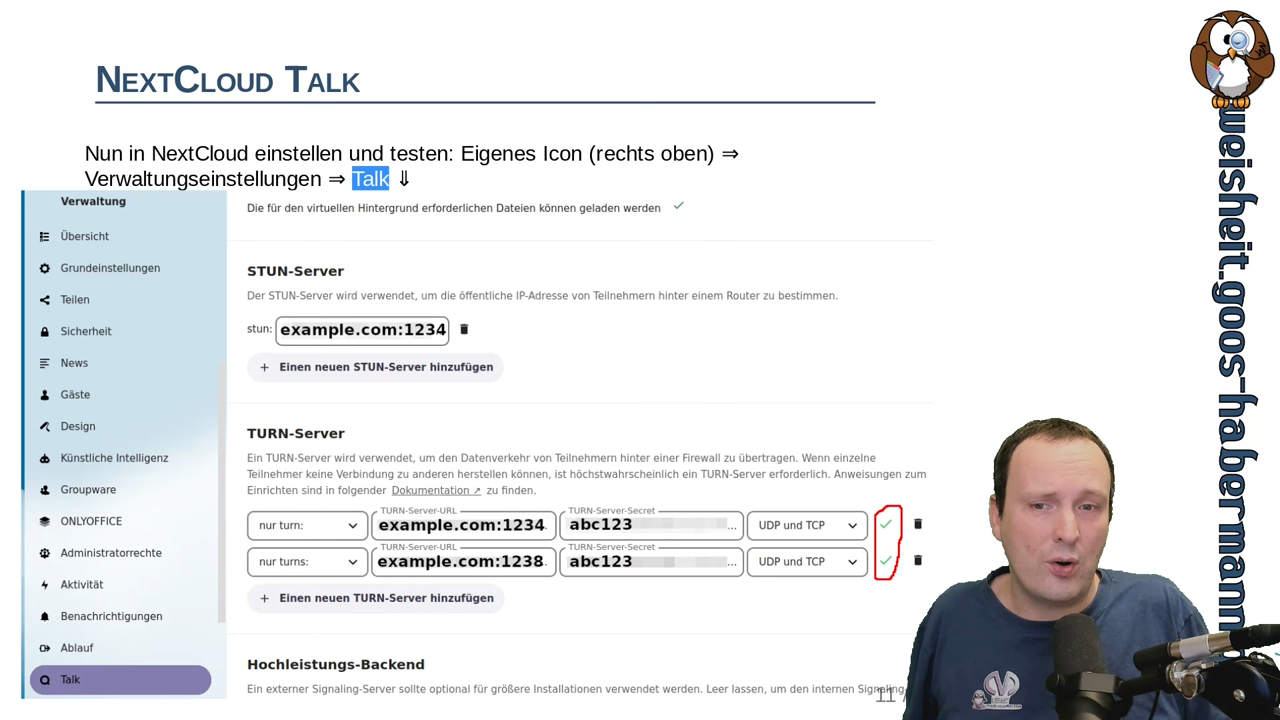 NextCloud Talk
Nun in NextCloud einstellen und testen: Eigenes Icon (rechts oben) ⇒
Verwaltungseinstellungen ⇒ Talk ⇓
Verwaltung
Übersicht
Grundeinstellungen
Teilen
Sicherheit
News
Gäste
Design
Künstliche Intelligenz
Groupware
ONLYOFFICE
Administratorrechte
Aktivität
Benachrichtigungen
Ablauf
Talk
Die für den virtuellen Hintergrund erforderlichen Dateien können geladen werden
STUN-Server
Der STUN-Server wird verwendet, um die öffentliche IP-Adresse von Teilnehmern hinter einem Router zu bestimmen.
stun: example.com:1234
+ Einen neuen STUN-Server hinzufügen
TURN-Server
Ein TURN-Server wird verwendet, um den Datenverkehr von Teilnehmern hinter einer Firewall zu übertragen. Wenn einzelne
Teilnehmer keine Verbindung zu anderen herstellen können, ist höchstwahrscheinlich ein TURN-Server erforderlich. Anweisungen zum
Einrichten sind in folgender Dokumentation ↗ zu finden.
TURN-Server-URL TURN-Server-Secret
nur turn: example.com:1234 abc123 ... UDP und TCP
TURN-Server-URL TURN-Server-Secret
nur turns: example.com:1238 abc123 ... UDP und TCP
+ Einen neuen TURN-Server hinzufügen
Hochleistungs-Backend
Ein externer Signaling-Server sollte optional für größere Installationen verwendet werden. Leer lassen, um den internen Signaling-
11 /
weisheit.goos-habermann